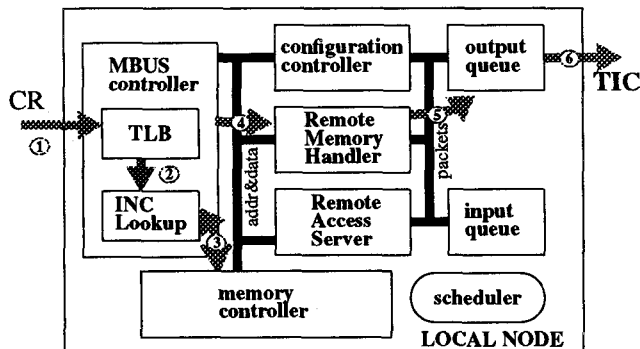 MBUS
controller
CR
①
TLB
②
INC
Lookup
③
④
addr&data
configuration
controller
Remote
Memory
Handler
Remote
Access
Server
memory
controller
⑤
packets
output
queue
⑥
TIC
input
queue
scheduler
LOCAL NODE